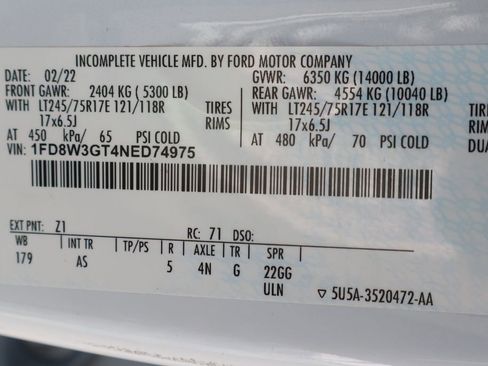 INCOMPLETE VEHICLE MFD. BY FORD MOTOR COMPANY
DATE: 02/22 GVWR: 6350 KG (14000 LB)
FRONT GAWR: 2404 KG ( 5300 LB) REAR GAWR: 4554 KG (10040 LB)
WITH LT245/75R17E 121/118R TIRES WITH LT245/75R17E 121/118R TIRES
17x6.5J RIMS 17x6.5J RIMS
AT 450 kPa/ 65 PSI COLD AT 480 kPa/ 70 PSI COLD DUA
VIN: 1FD8W3GT4NED74975
EXT PNT: Z1 RC: 71 DSO:
WB INT TR TP/PS R AXLE TR SPR
179 AS 5 4N G 22GG
ULN ▽ 5U5A-3520472-AA